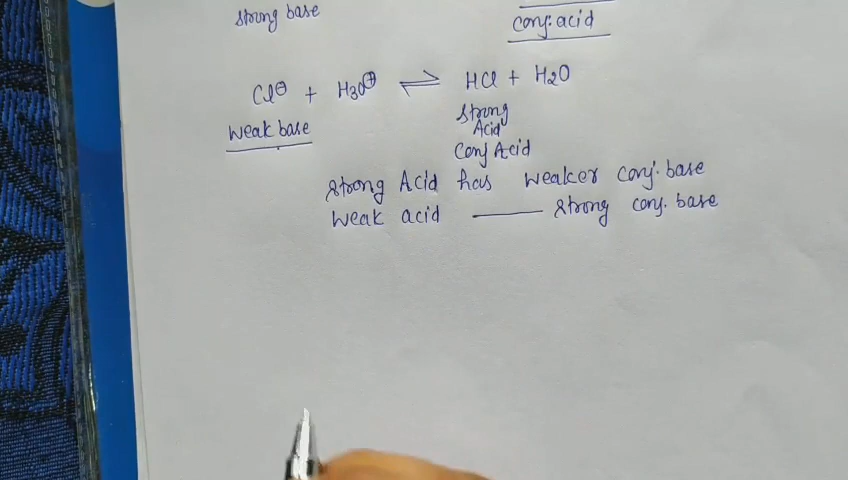 strong base
conj. acid
Cl⊖ + H3O⊕ ⇌ HCl + H2O
weak base
strong
Acid
Conj Acid
strong Acid has weaker conj. base
weak acid —— strong conj. base